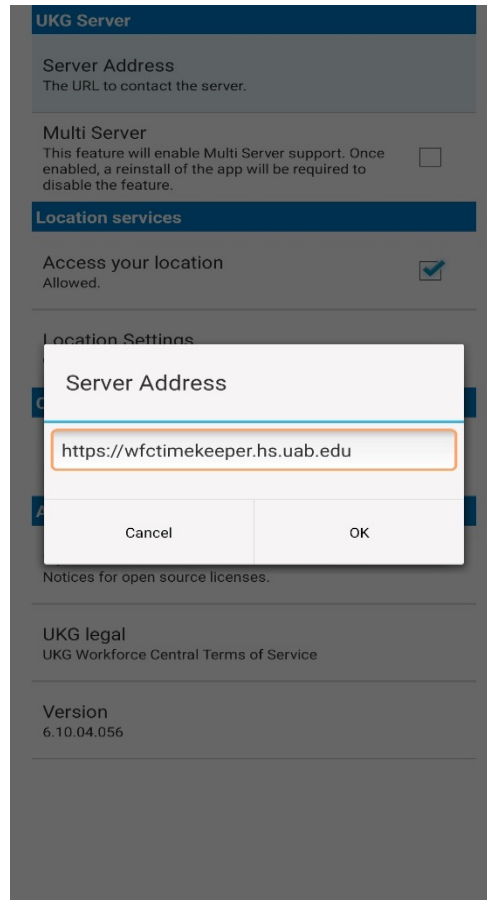 UKG Server
Server Address
The URL to contact the server.
Multi Server
This feature will enable Multi Server support. Once
enabled, a reinstall of the app will be required to
disable the feature.
Location services
Access your location
Allowed.
Location Settings
Server Address
https://wfctimekeeper.hs.uab.edu
Cancel
OK
Notices for open source licenses.
UKG legal
UKG Workforce Central Terms of Service
Version
6.10.04.056